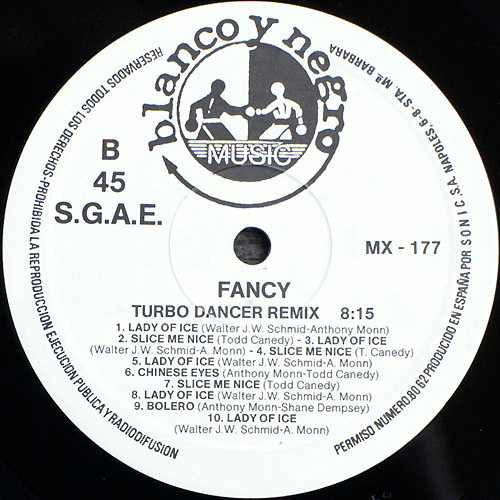 blanco y negro
MUSIC
RESERVADOS TODOS LOS DERECHOS-PROHIBIDA LA REPRODUCCION EJECUCION PUBLICA Y RADIODIFUSION
PERMISO NUMERO.8062 PRODUCIDO EN ESPAÑA POR S O N I C S.A. NAPOLES, 6-8-STA. Mª BARBARA
B
45
S.G.A.E.
MX - 177
FANCY
TURBO DANCER REMIX 8:15
1. LADY OF ICE (Walter J.W. Schmid-Anthony Monn)
2. SLICE ME NICE (Todd Canedy) - 3. LADY OF ICE
(Walter J.W. Schmid-A. Monn) - 4. SLICE ME NICE (T. Canedy)
5. LADY OF ICE (Walter J.W. Schmid-A. Monn)
6. CHINESE EYES (Anthony Monn-Todd Canedy)
7. SLICE ME NICE (Todd Canedy)
8. LADY OF ICE (Walter J.W. Schmid-A. Monn)
9. BOLERO (Anthony Monn-Shane Dempsey)
10. LADY OF ICE
(Walter J.W. Schmid-A. Monn)